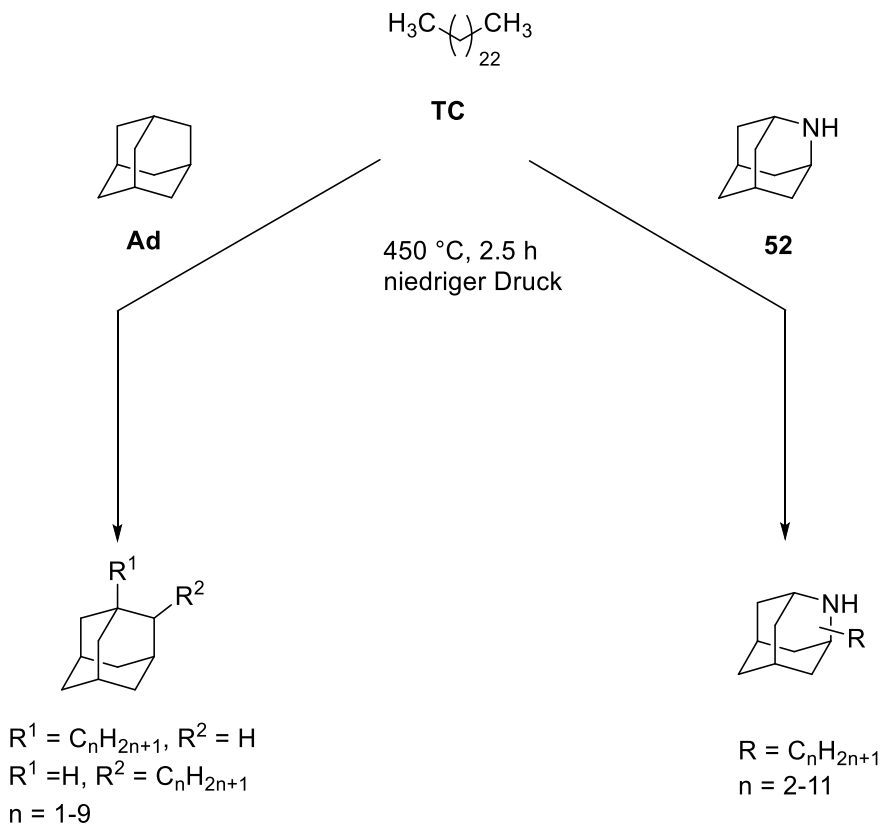 H₃C CH₃
22
TC
NH
Ad
52
450 °C, 2.5 h
niedriger Druck
R¹
R²
NH
R
R¹ = CₙH₂ₙ₊₁, R² = H
R¹ =H, R² = CₙH₂ₙ₊₁
n = 1-9
R = CₙH₂ₙ₊₁
n = 2-11